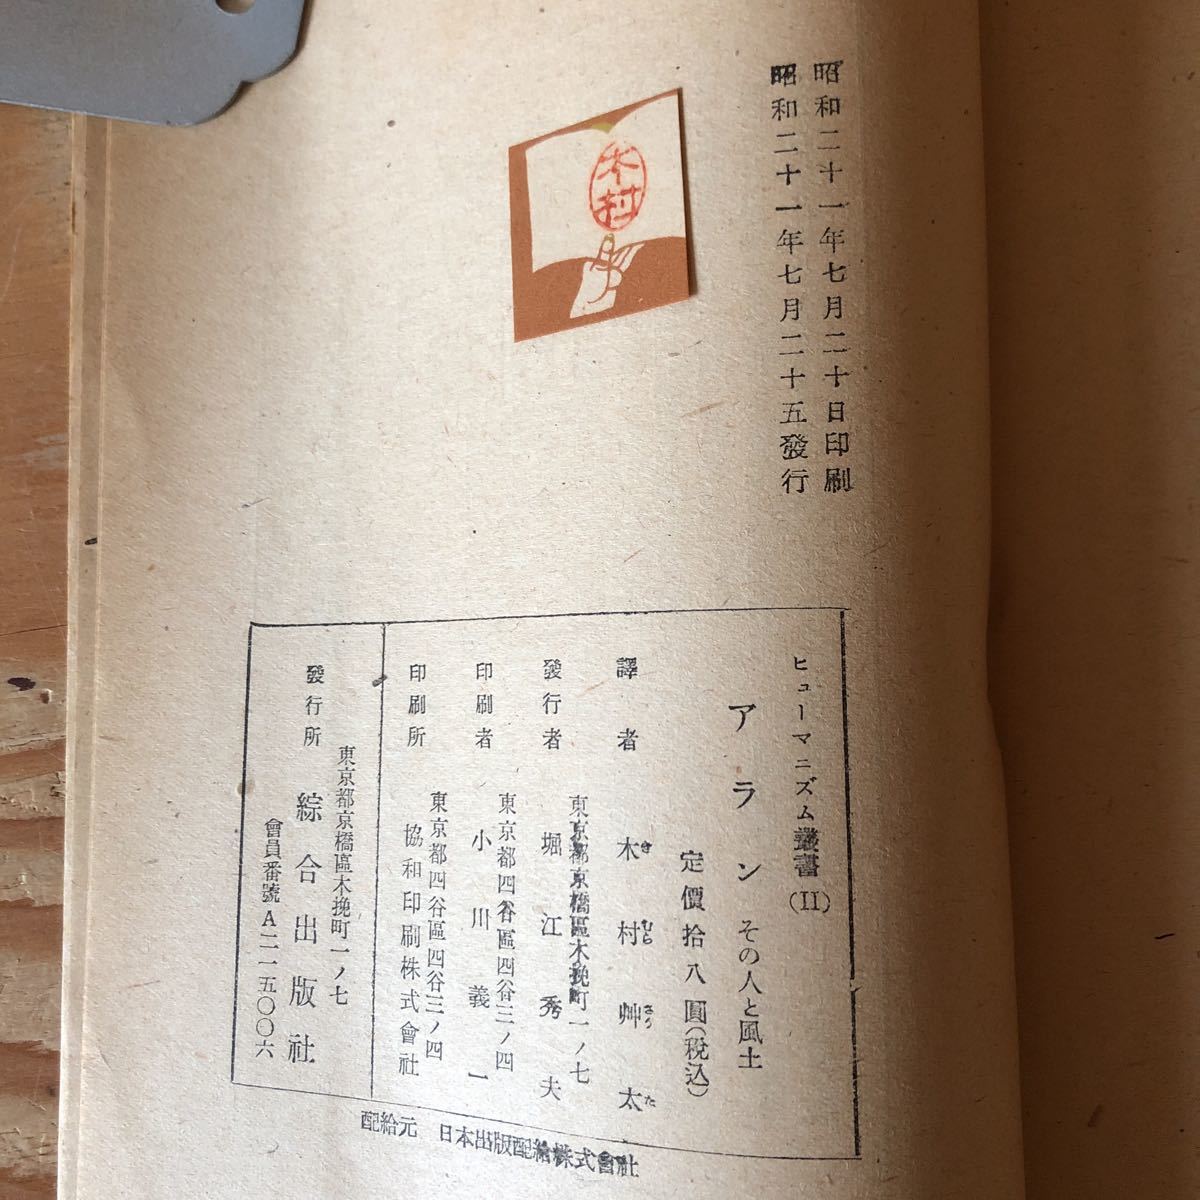 昭和二十一年七月二十日印刷
昭和二十一年七月二十五發行
木村
ヒューマニズム叢書(II)
アラン その人と風土
定價拾八圓(税込)
譯者 木村艸太
き むら さう た
東京都京橋區木挽町一ノ七
發行者 堀江秀夫
東京都四谷區四谷三ノ四
印刷者 小川義一
東京都四谷區四谷三ノ四
印刷所 協和印刷株式會社
東京都京橋區木挽町一ノ七
發行所 綜合出版社
會員番號A二一五〇〇六
配給元 日本出版配給株式會社